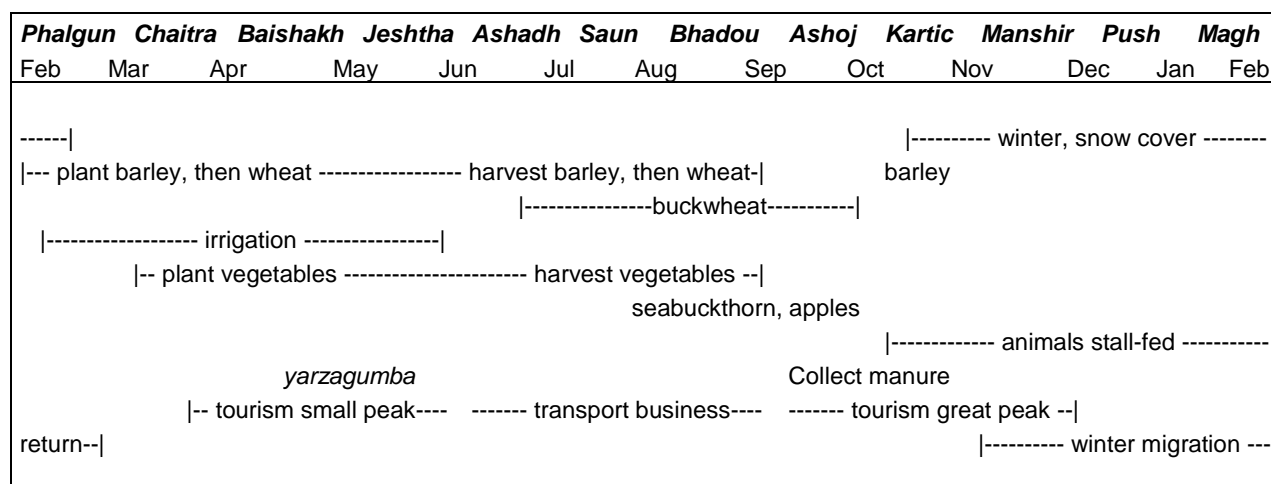 Phalgun Chaitra Baishakh Jeshtha Ashadh Saun Bhadou Ashoj Kartic Manshir Push Magh
Feb Mar Apr May Jun Jul Aug Sep Oct Nov Dec Jan Feb
------| |---------- winter, snow cover --------
|--- plant barley, then wheat ------------------ harvest barley, then wheat-| barley
|----------------buckwheat-----------|
|------------------- irrigation -----------------|
|-- plant vegetables ----------------------- harvest vegetables --|
seabuckthorn, apples
|------------- animals stall-fed -----------
yarzagumba Collect manure
|-- tourism small peak---- ------- transport business---- ------- tourism great peak --|
return--| |---------- winter migration ---